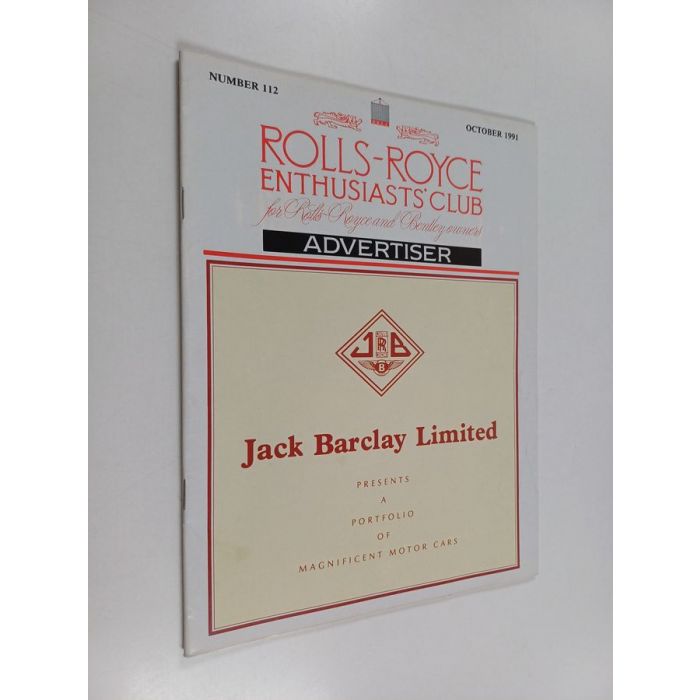 NUMBER 112
OCTOBER 1991
ROLLS-ROYCE
ENTHUSIASTS' CLUB
for Rolls-Royce and Bentley owners
ADVERTISER
J RR B
B
Jack Barclay Limited
PRESENTS
A
PORTFOLIO
OF
MAGNIFICENT MOTOR CARS